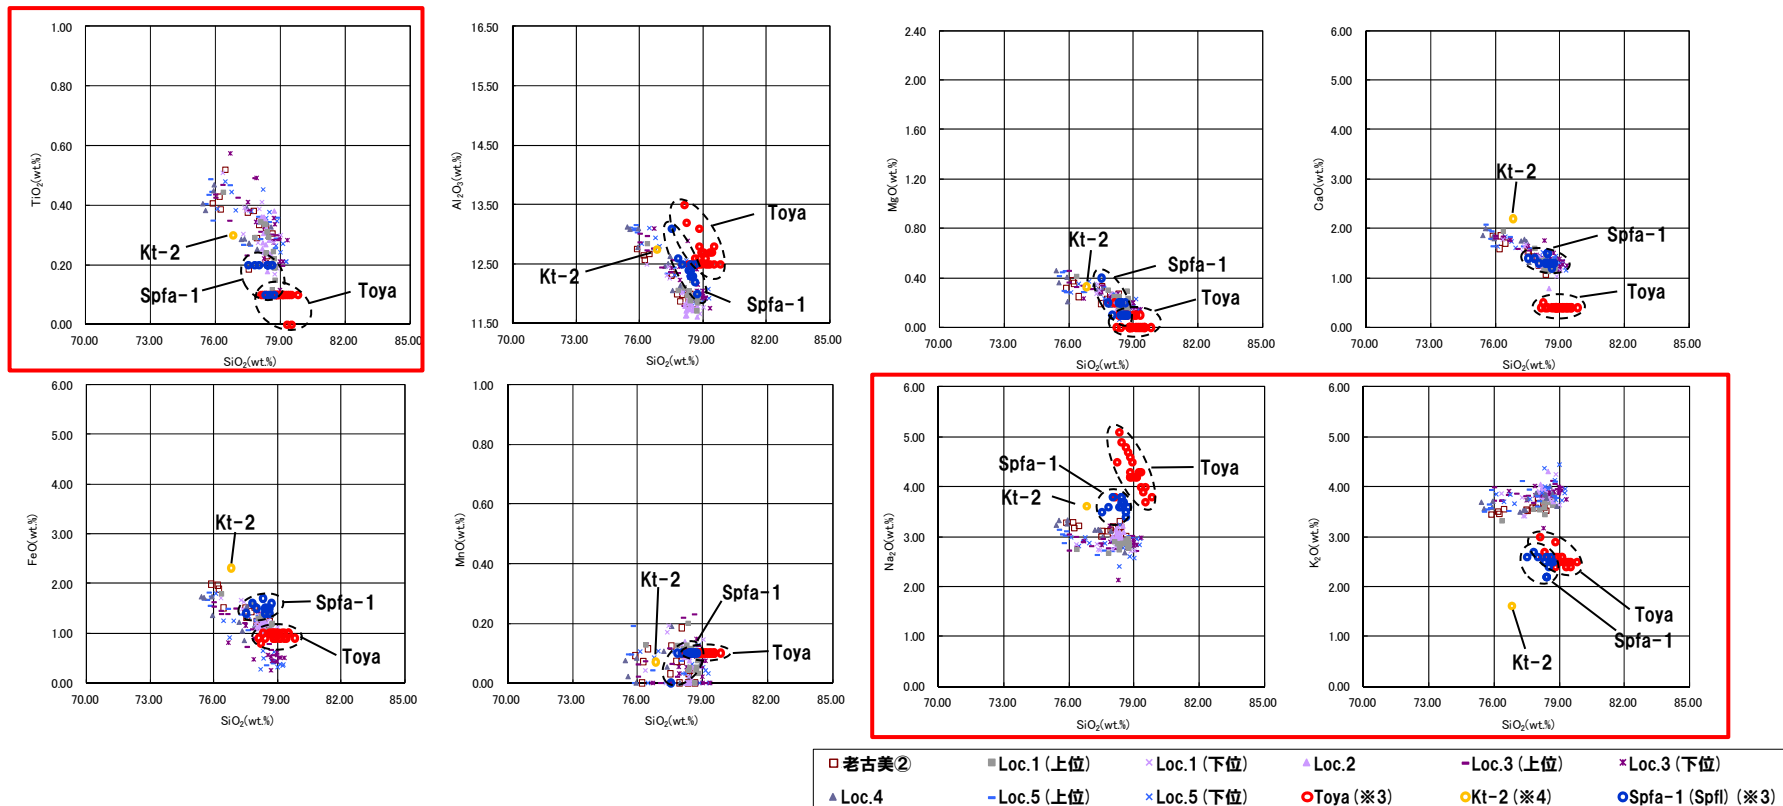 1.00
0.80
0.60
0.40
0.20
0.00
TiO2(wt.%)
Kt-2
Spfa-1
Toya
70.00 73.00 76.00 79.00 82.00 85.00
SiO2(wt.%)
16.50
15.50
14.50
13.50
12.50
11.50
Al2O3(wt.%)
Toya
Kt-2
Spfa-1
70.00 73.00 76.00 79.00 82.00 85.00
SiO2(wt.%)
2.40
2.00
1.60
1.20
0.80
0.40
0.00
MgO(wt.%)
Kt-2
Spfa-1
Toya
70.00 73.00 76.00 79.00 82.00 85.00
SiO2(wt.%)
6.00
5.00
4.00
3.00
2.00
1.00
0.00
CaO(wt.%)
Kt-2
Spfa-1
Toya
70.00 73.00 76.00 79.00 82.00 85.00
SiO2(wt.%)
6.00
5.00
4.00
3.00
2.00
1.00
0.00
FeO(wt.%)
Kt-2
Spfa-1
Toya
70.00 73.00 76.00 79.00 82.00 85.00
SiO2(wt.%)
1.00
0.80
0.60
0.40
0.20
0.00
MnO(wt.%)
Kt-2
Spfa-1
Toya
70.00 73.00 76.00 79.00 82.00 85.00
SiO2(wt.%)
6.00
5.00
4.00
3.00
2.00
1.00
0.00
Na2O(wt.%)
Spfa-1
Toya
Kt-2
70.00 73.00 76.00 79.00 82.00 85.00
SiO2(wt.%)
6.00
5.00
4.00
3.00
2.00
1.00
0.00
K2O(wt.%)
Toya
Spfa-1
Kt-2
70.00 73.00 76.00 79.00 82.00 85.00
SiO2(wt.%)
老古美② Loc.1(上位) Loc.1(下位) Loc.2 Loc.3(上位) Loc.3(下位)
Loc.4 Loc.5(上位) Loc.5(下位) Toya(※3) Kt-2(※4) Spfa-1(Spfl)(※3)